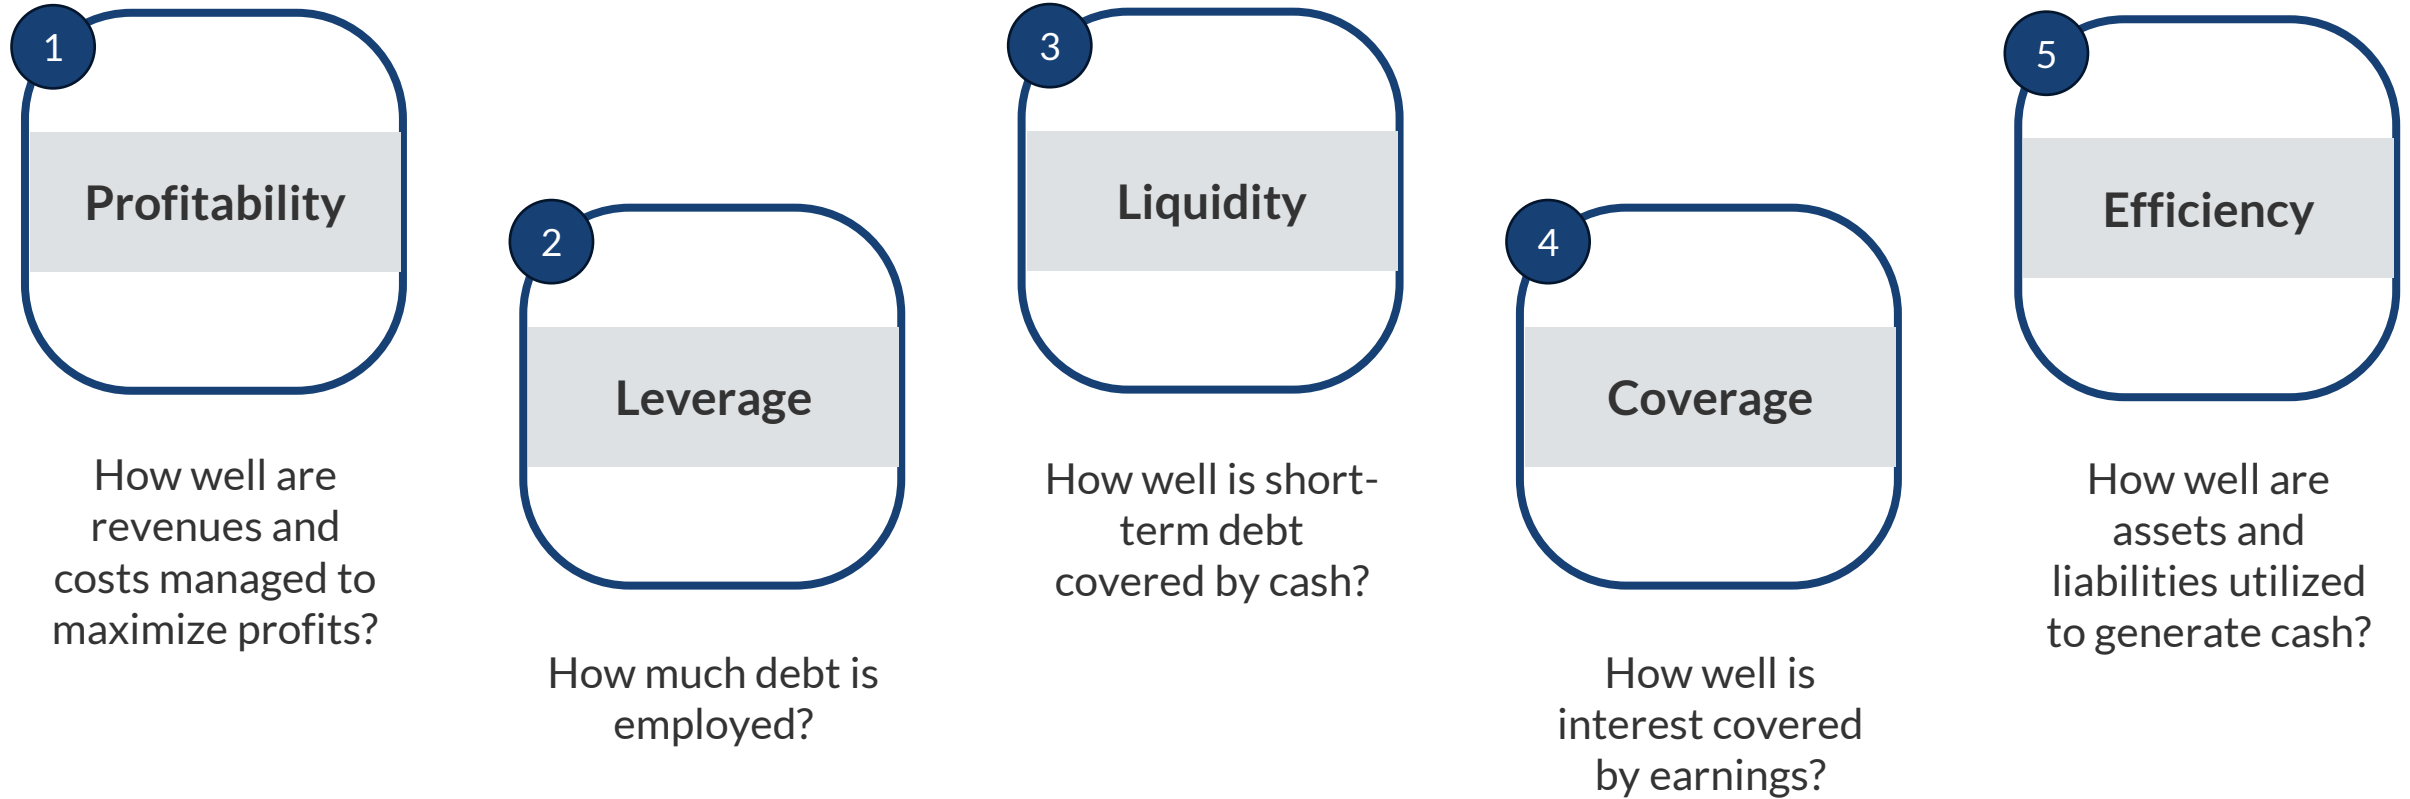 1
Profitability
How well are
revenues and
costs managed to
maximize profits?
2
Leverage
How much debt is
employed?
3
Liquidity
How well is short-
term debt
covered by cash?
4
Coverage
How well is
interest covered
by earnings?
5
Efficiency
How well are
assets and
liabilities utilized
to generate cash?